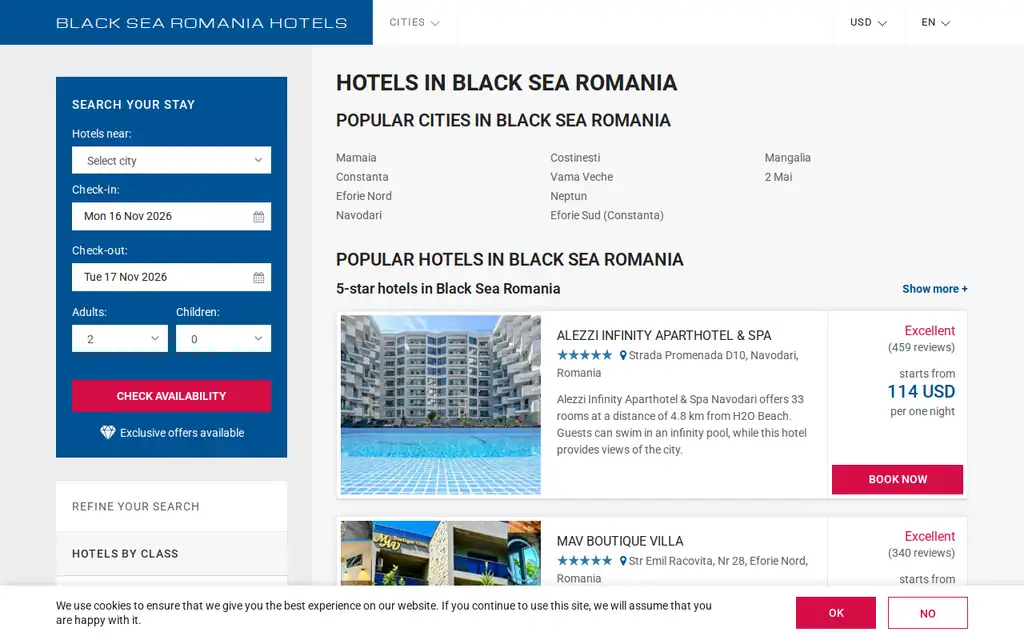 BLACK SEA ROMANIA HOTELS
CITIES
USD
EN
SEARCH YOUR STAY
Hotels near:
Select city
Check-in:
Mon 16 Nov 2026
Check-out:
Tue 17 Nov 2026
Adults:
Children:
2
0
CHECK AVAILABILITY
Exclusive offers available
REFINE YOUR SEARCH
HOTELS BY CLASS
HOTELS IN BLACK SEA ROMANIA
POPULAR CITIES IN BLACK SEA ROMANIA
Mamaia
Constanta
Eforie Nord
Navodari
Costinesti
Vama Veche
Neptun
Eforie Sud (Constanta)
Mangalia
2 Mai
POPULAR HOTELS IN BLACK SEA ROMANIA
5-star hotels in Black Sea Romania
Show more +
ALEZZI INFINITY APARTHOTEL & SPA
Strada Promenada D10, Navodari,
Romania
Alezzi Infinity Aparthotel & Spa Navodari offers 33
rooms at a distance of 4.8 km from H2O Beach.
Guests can swim in an infinity pool, while this hotel
provides views of the city.
Excellent
(459 reviews)
starts from
114 USD
per one night
BOOK NOW
MAV BOUTIQUE VILLA
Str Emil Racovita, Nr 28, Eforie Nord,
Romania
Excellent
(340 reviews)
starts from
We use cookies to ensure that we give you the best experience on our website. If you continue to use this site, we will assume that you
are happy with it.
OK
NO